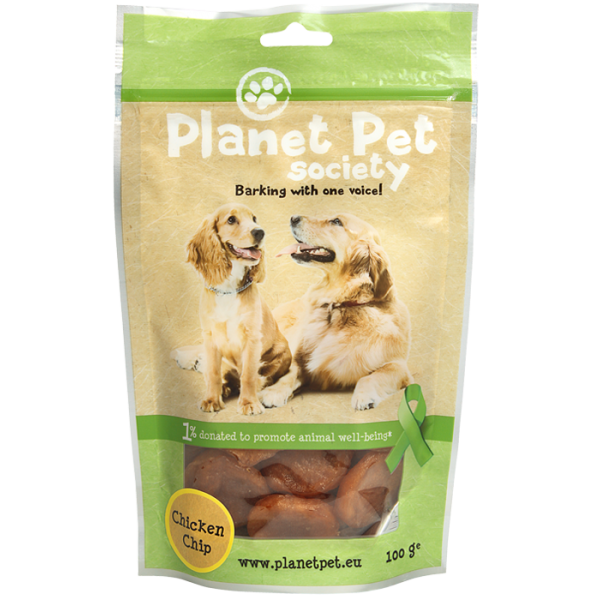 Planet Pet
society
Barking with one voice!
1% donated to promote animal well-being*
Chicken
Chip
www.planetpet.eu
100 g e